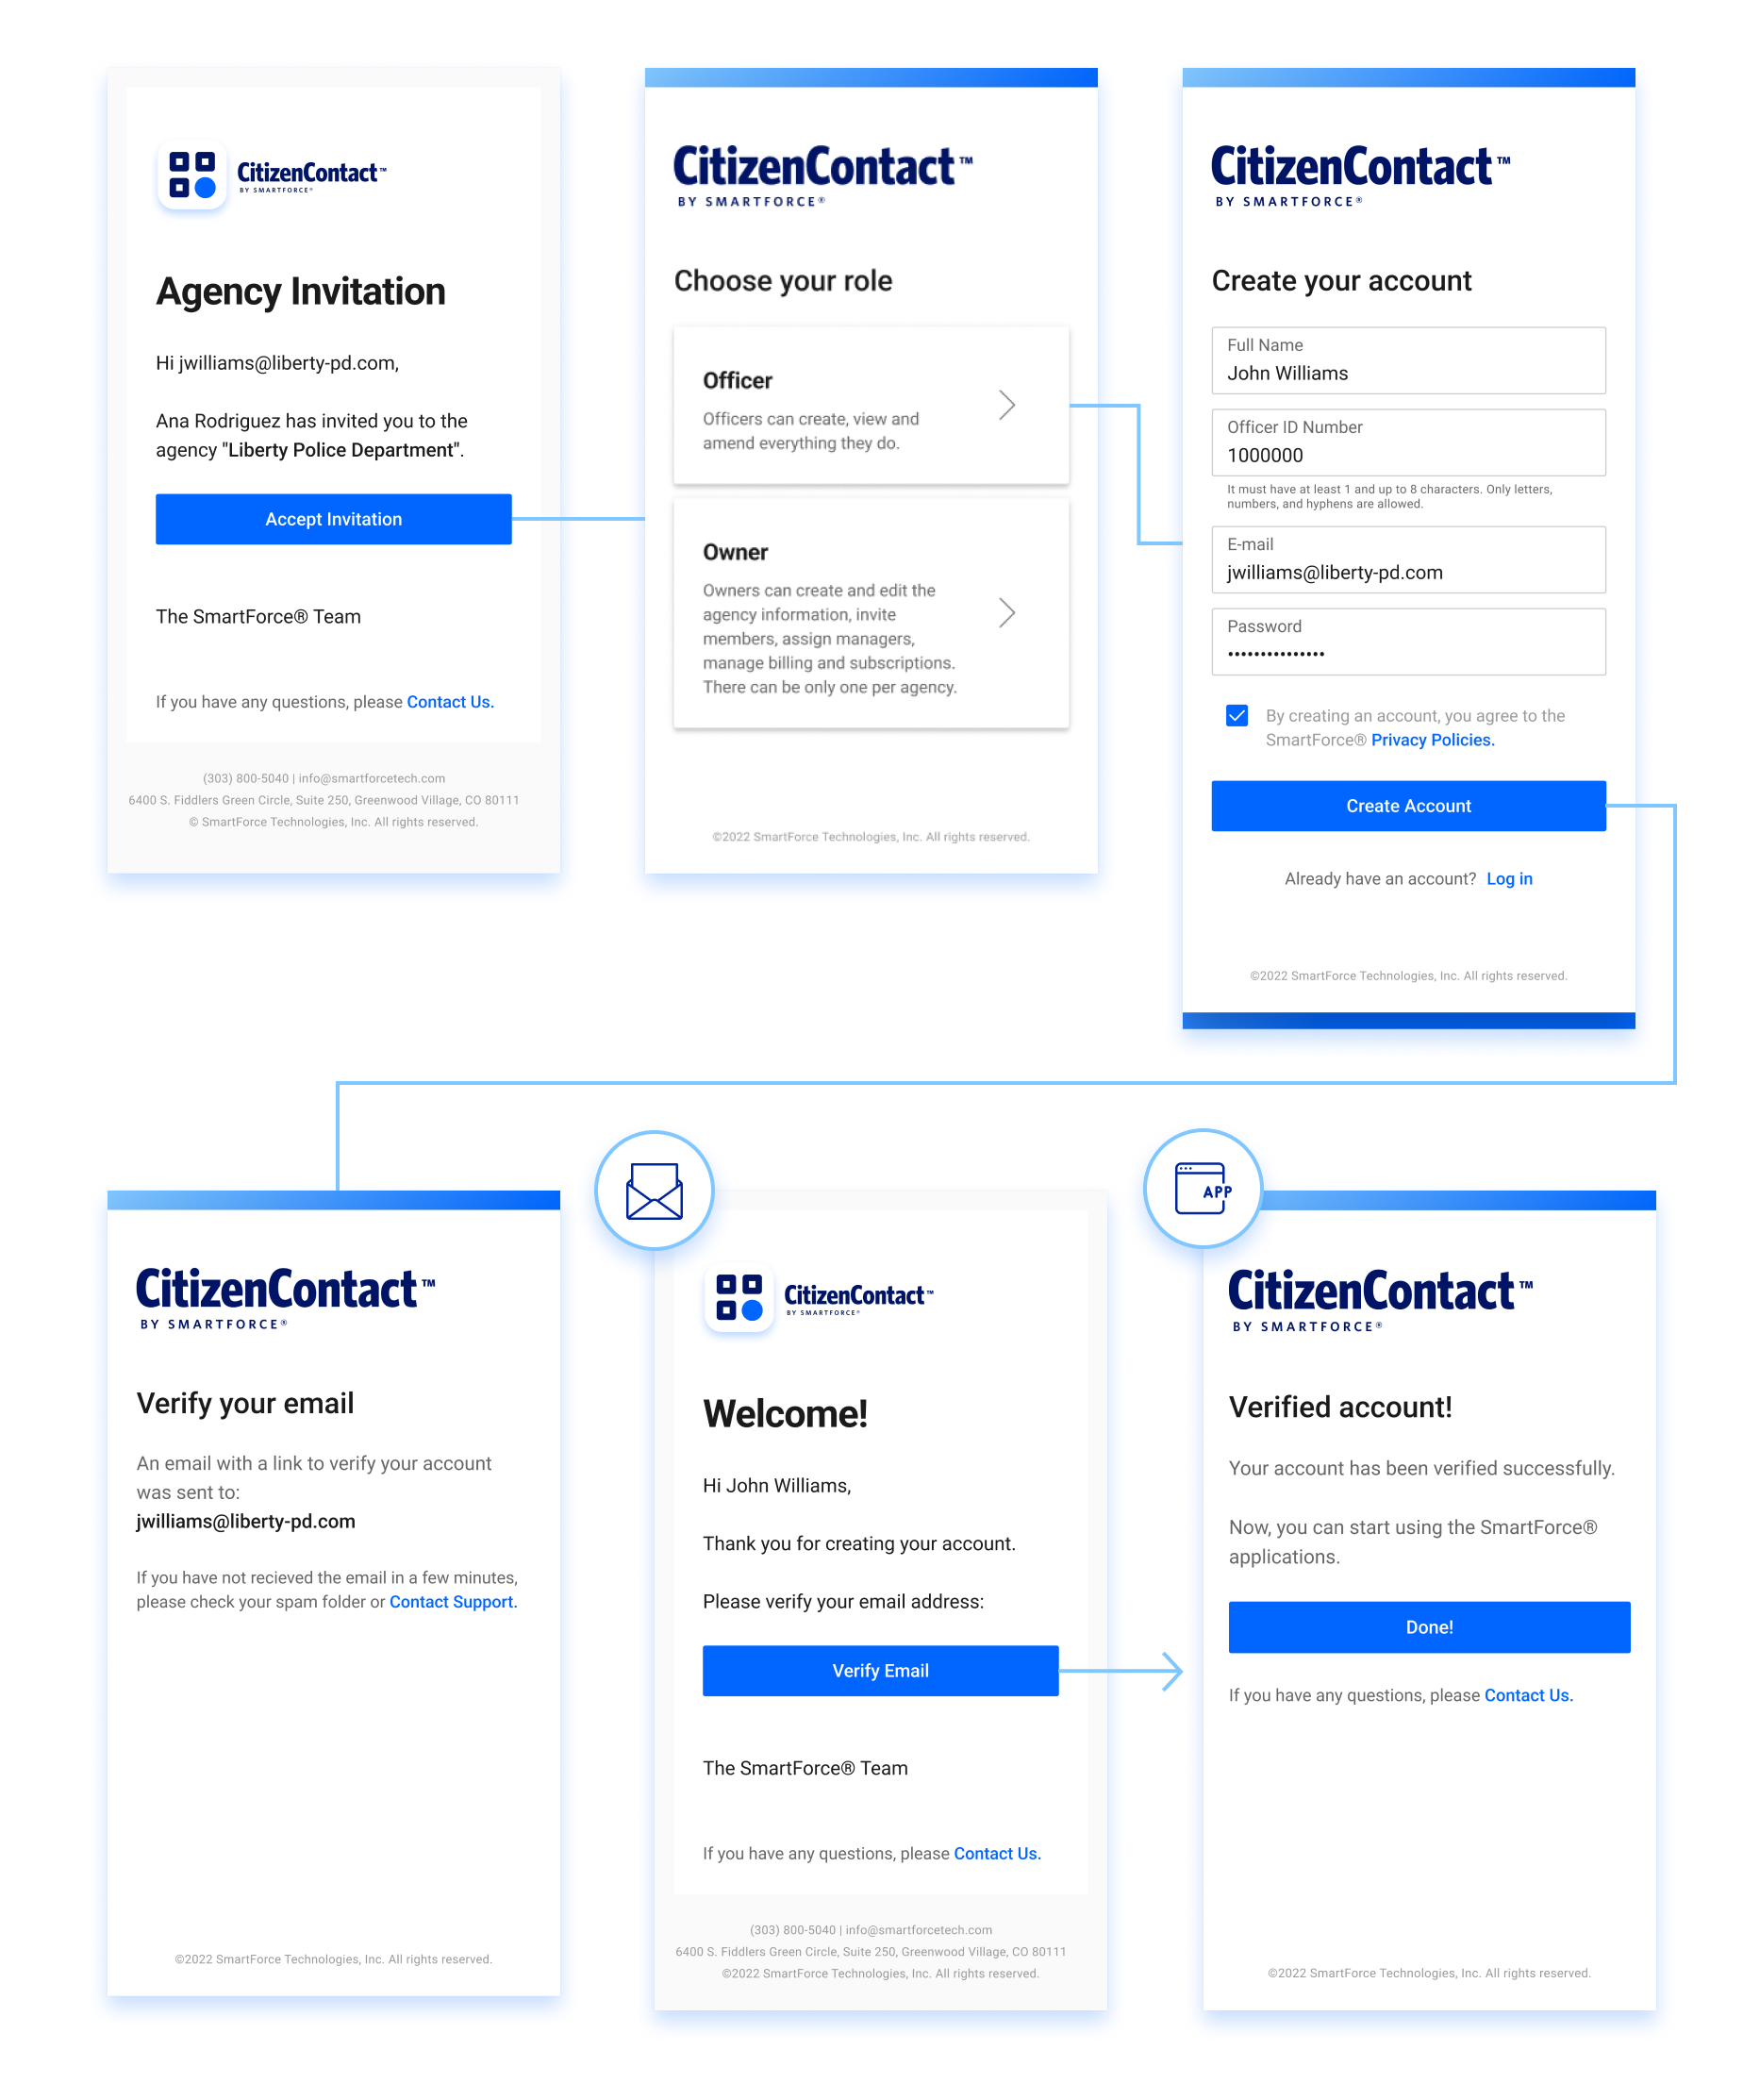 CitizenContact™
BY SMARTFORCE®
Agency Invitation
Hi jwilliams@liberty-pd.com,
Ana Rodriguez has invited you to the
agency "Liberty Police Department".
Accept Invitation
The SmartForce® Team
If you have any questions, please Contact Us.
(303) 800-5040 | info@smartforcetech.com
6400 S. Fiddlers Green Circle, Suite 250, Greenwood Village, CO 80111
© SmartForce Technologies, Inc. All rights reserved.
CitizenContact™
BY SMARTFORCE®
Choose your role
Officer
Officers can create, view and
amend everything they do.
Owner
Owners can create and edit the
agency information, invite
members, assign managers,
manage billing and subscriptions.
There can be only one per agency.
©2022 SmartForce Technologies, Inc. All rights reserved.
CitizenContact™
BY SMARTFORCE®
Create your account
Full Name
John Williams
Officer ID Number
1000000
It must have at least 1 and up to 8 characters. Only letters,
numbers, and hyphens are allowed.
E-mail
jwilliams@liberty-pd.com
Password
•••••••••••••••
By creating an account, you agree to the
SmartForce® Privacy Policies.
Create Account
Already have an account? Log in
©2022 SmartForce Technologies, Inc. All rights reserved.
CitizenContact™
BY SMARTFORCE®
Verify your email
An email with a link to verify your account
was sent to:
jwilliams@liberty-pd.com
If you have not recieved the email in a few minutes,
please check your spam folder or Contact Support.
©2022 SmartForce Technologies, Inc. All rights reserved.
CitizenContact™
BY SMARTFORCE®
Welcome!
Hi John Williams,
Thank you for creating your account.
Please verify your email address:
Verify Email
The SmartForce® Team
If you have any questions, please Contact Us.
(303) 800-5040 | info@smartforcetech.com
6400 S. Fiddlers Green Circle, Suite 250, Greenwood Village, CO 80111
©2022 SmartForce Technologies, Inc. All rights reserved.
APP
CitizenContact™
BY SMARTFORCE®
Verified account!
Your account has been verified successfully.
Now, you can start using the SmartForce®
applications.
Done!
If you have any questions, please Contact Us.
©2022 SmartForce Technologies, Inc. All rights reserved.